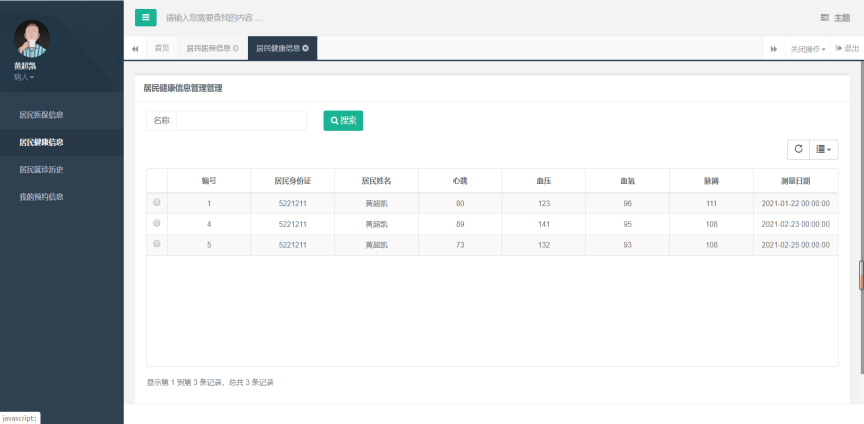 请输入您需要查找的内容 …
主题
黄超凯
病人
首页
居民医保信息
居民健康信息
关闭操作
退出
居民医保信息
居民健康信息
居民就诊历史
我的预约信息
居民健康信息管理管理
名称
搜索
编号 居民身份证 居民姓名 心跳 血压 血氧 脉搏 测量日期
1 5221211 黄超凯 80 123 96 111 2021-01-22 00:00:00
4 5221211 黄超凯 89 141 95 108 2021-02-23 00:00:00
5 5221211 黄超凯 73 132 93 108 2021-02-25 00:00:00
显示第 1 到第 3 条记录，总共 3 条记录
javascript:;